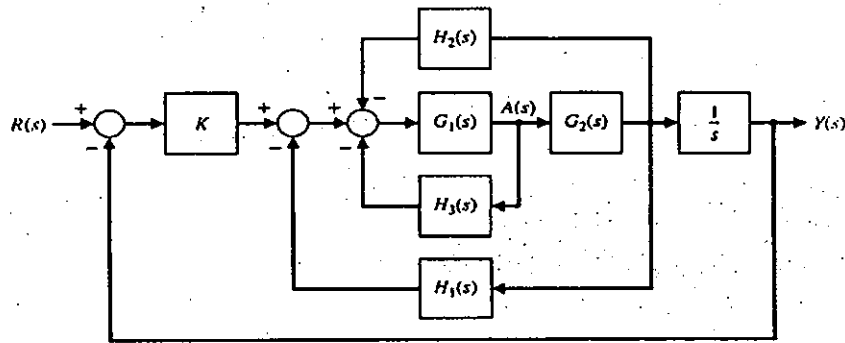 H₂(s)
R(s)
+
−
K
+
−
+
−
−
G₁(s)
A(s)
G₂(s)
1
s
Y(s)
H₃(s)
H₁(s)